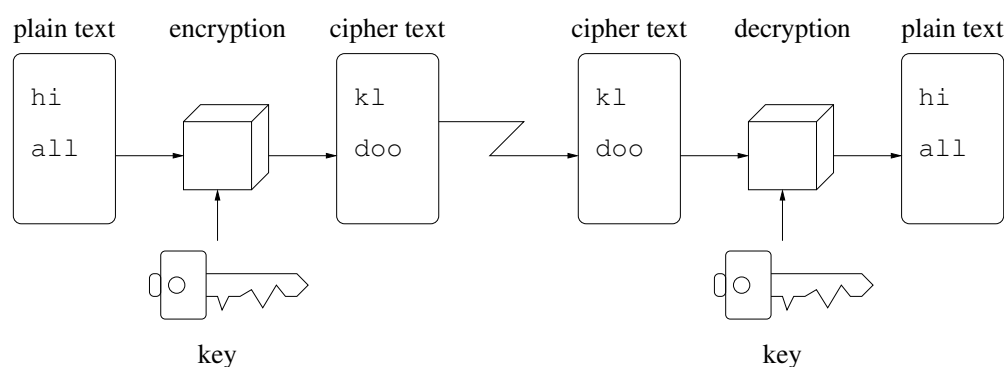 plain text encryption cipher text cipher text decryption plain text
hi kl kl hi
all doo doo all
key key